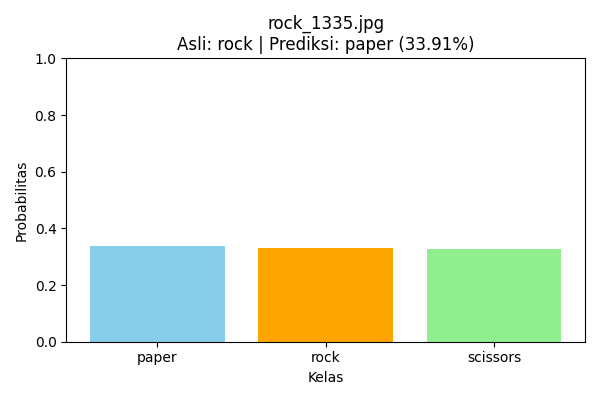 rock_1335.jpg
Asli: rock | Prediksi: paper (33.91%)
1.0
0.8
0.6
0.4
0.2
0.0
Probabilitas
paper rock scissors
Kelas